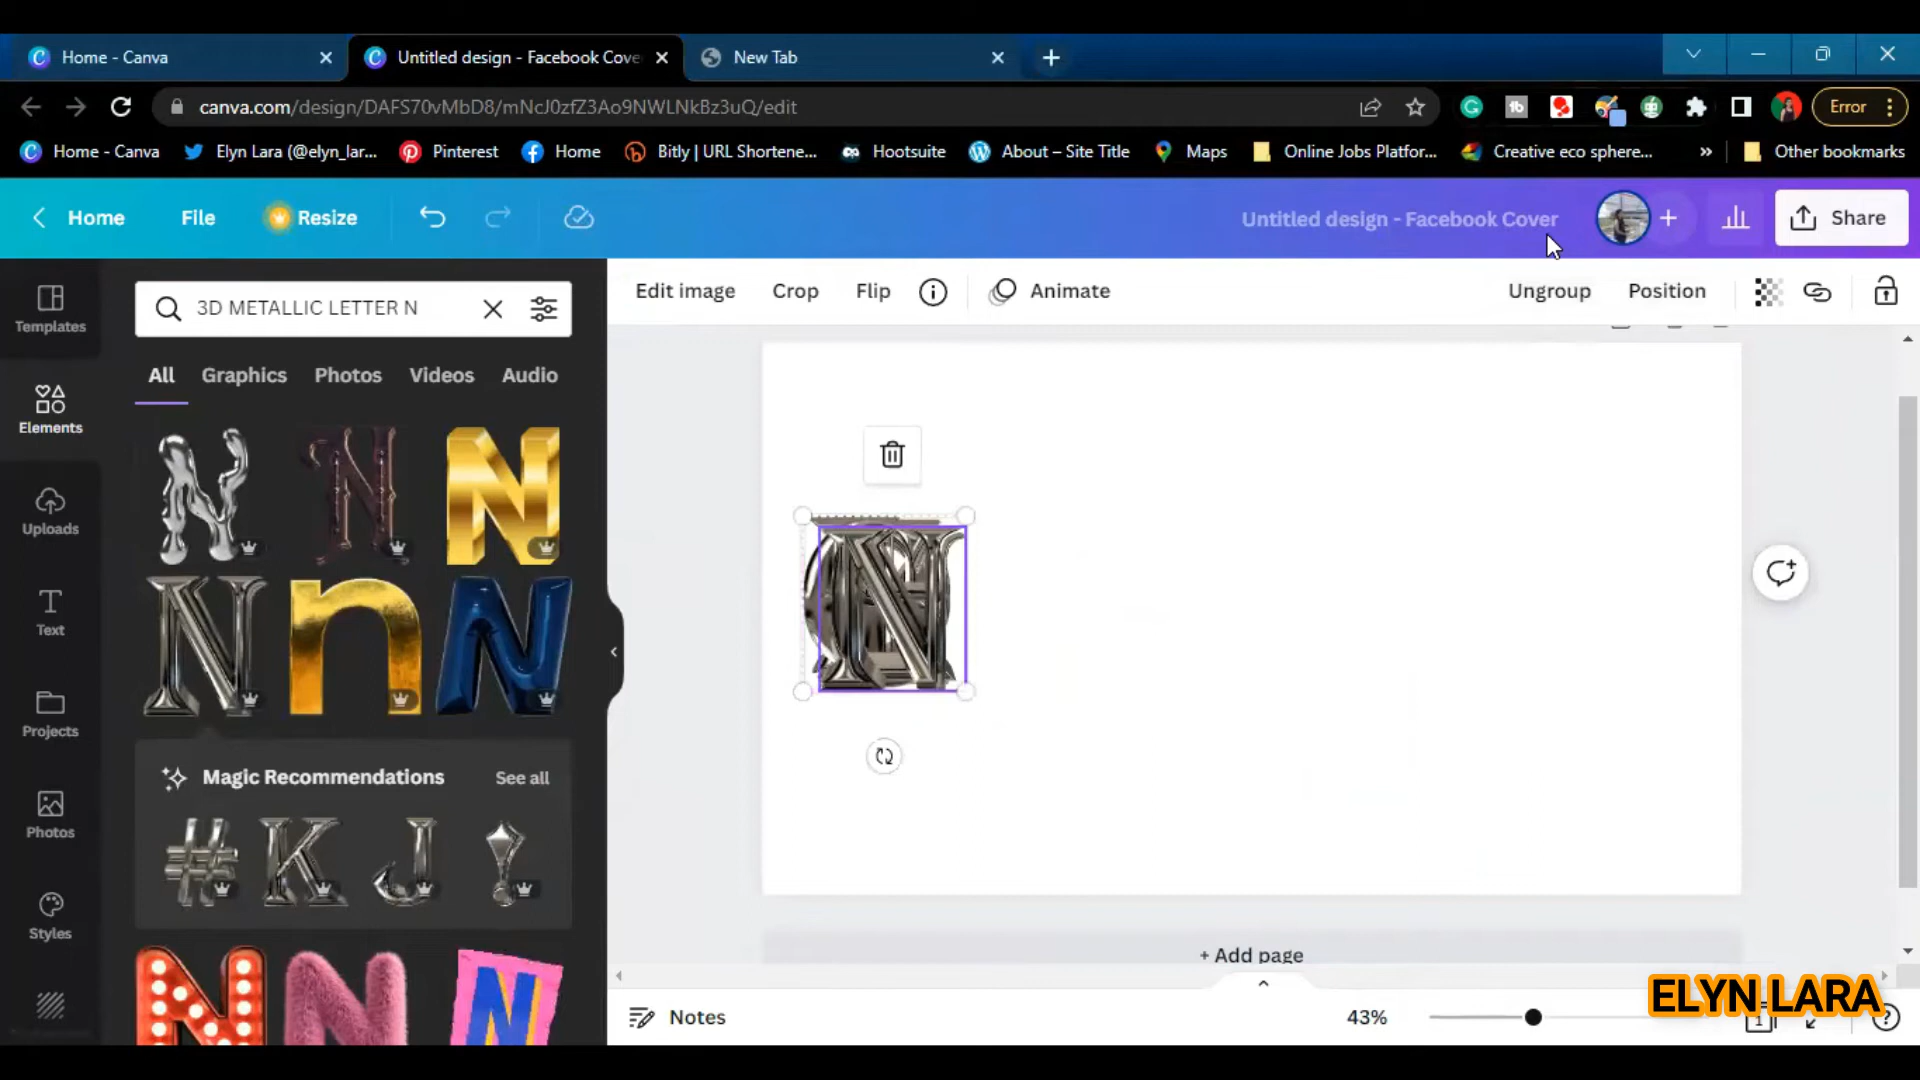 Home - Canva
Untitled design - Facebook Cove
New Tab
canva.com/design/DAFS70vMbD8/mNcJ0zfZ3Ao9NWLNkBz3uQ/edit
Error
Home - Canva
Elyn Lara (@elyn_lar...
Pinterest
Home
Bitly | URL Shortene...
Hootsuite
About – Site Title
Maps
Online Jobs Platfor...
Creative eco sphere...
»
Other bookmarks
Home
File
Resize
Untitled design - Facebook Cover
Share
Templates
Elements
Uploads
Text
Projects
Photos
Styles
3D METALLIC LETTER N
All
Graphics
Photos
Videos
Audio
Magic Recommendations
See all
Edit image
Crop
Flip
Animate
Ungroup
Position
+ Add page
Notes
43%
1
ELYN LARA